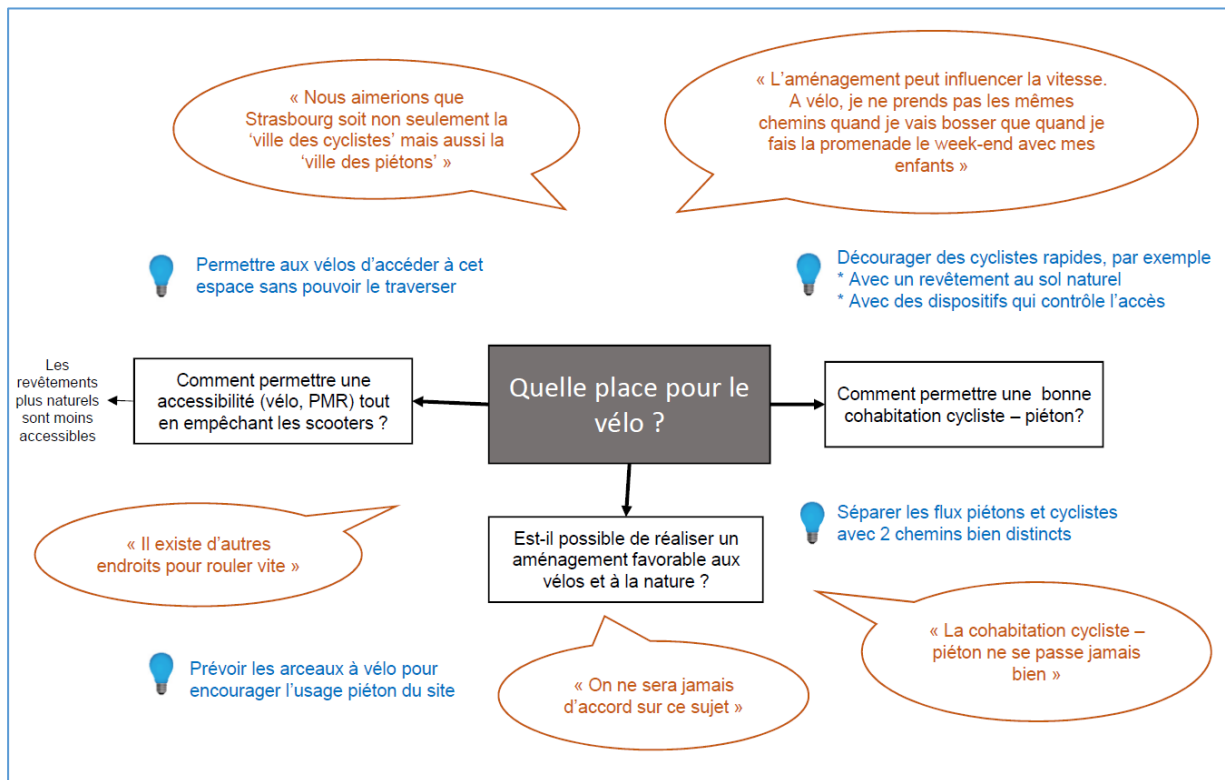 « Nous aimerions que
Strasbourg soit non seulement la
‘ville des cyclistes’ mais aussi la
‘ville des piétons’ »
« L’aménagement peut influencer la vitesse.
A vélo, je ne prends pas les mêmes
chemins quand je vais bosser que quand je
fais la promenade le week-end avec mes
enfants »
Permettre aux vélos d’accéder à cet
espace sans pouvoir le traverser
Décourager des cyclistes rapides, par exemple
* Avec un revêtement au sol naturel
* Avec des dispositifs qui contrôle l’accès
Les
revêtements
plus naturels
sont moins
accessibles
Comment permettre une
accessibilité (vélo, PMR) tout
en empêchant les scooters ?
Quelle place pour le
vélo ?
Comment permettre une bonne
cohabitation cycliste – piéton?
« Il existe d’autres
endroits pour rouler vite »
Est-il possible de réaliser un
aménagement favorable aux
vélos et à la nature ?
Séparer les flux piétons et cyclistes
avec 2 chemins bien distincts
Prévoir les arceaux à vélo pour
encourager l’usage piéton du site
« On ne sera jamais
d’accord sur ce sujet »
« La cohabitation cycliste –
piéton ne se passe jamais
bien »